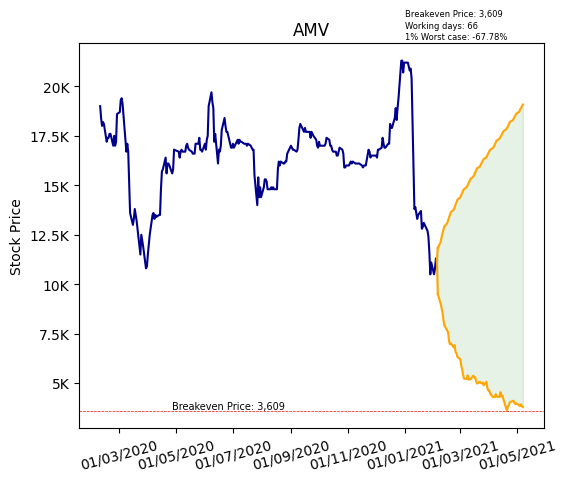 Breakeven Price: 3,609
Working days: 66
1% Worst case: -67.78%
AMV
Stock Price
20K
17.5K
15K
12.5K
10K
7.5K
5K
Breakeven Price: 3,609
01/03/2020
01/05/2020
01/07/2020
01/09/2020
01/11/2020
01/01/2021
01/03/2021
01/05/2021